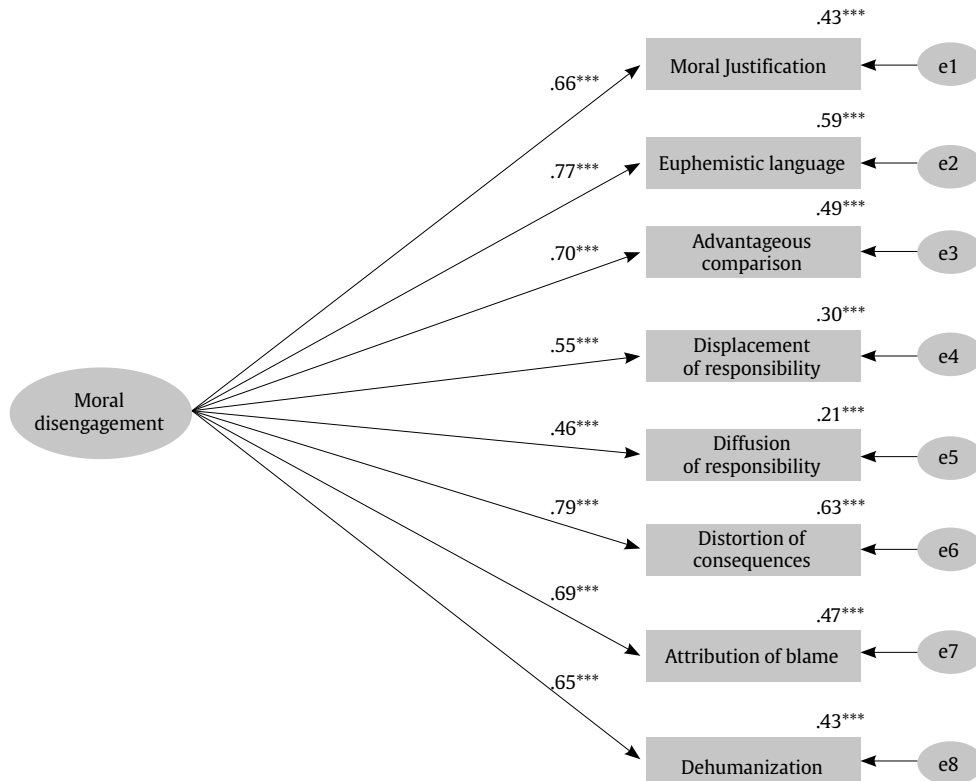 .43***
.66***
Moral Justification
e1
.59***
.77***
Euphemistic language
e2
.49***
.70***
Advantageous
comparison
e3
.30***
.55***
Displacement
of responsibility
e4
Moral
disengagement
.21***
.46***
Diffusion
of responsibility
e5
.63***
.79***
Distortion of
consequences
e6
.47***
.69***
Attribution of blame
e7
.43***
.65***
Dehumanization
e8